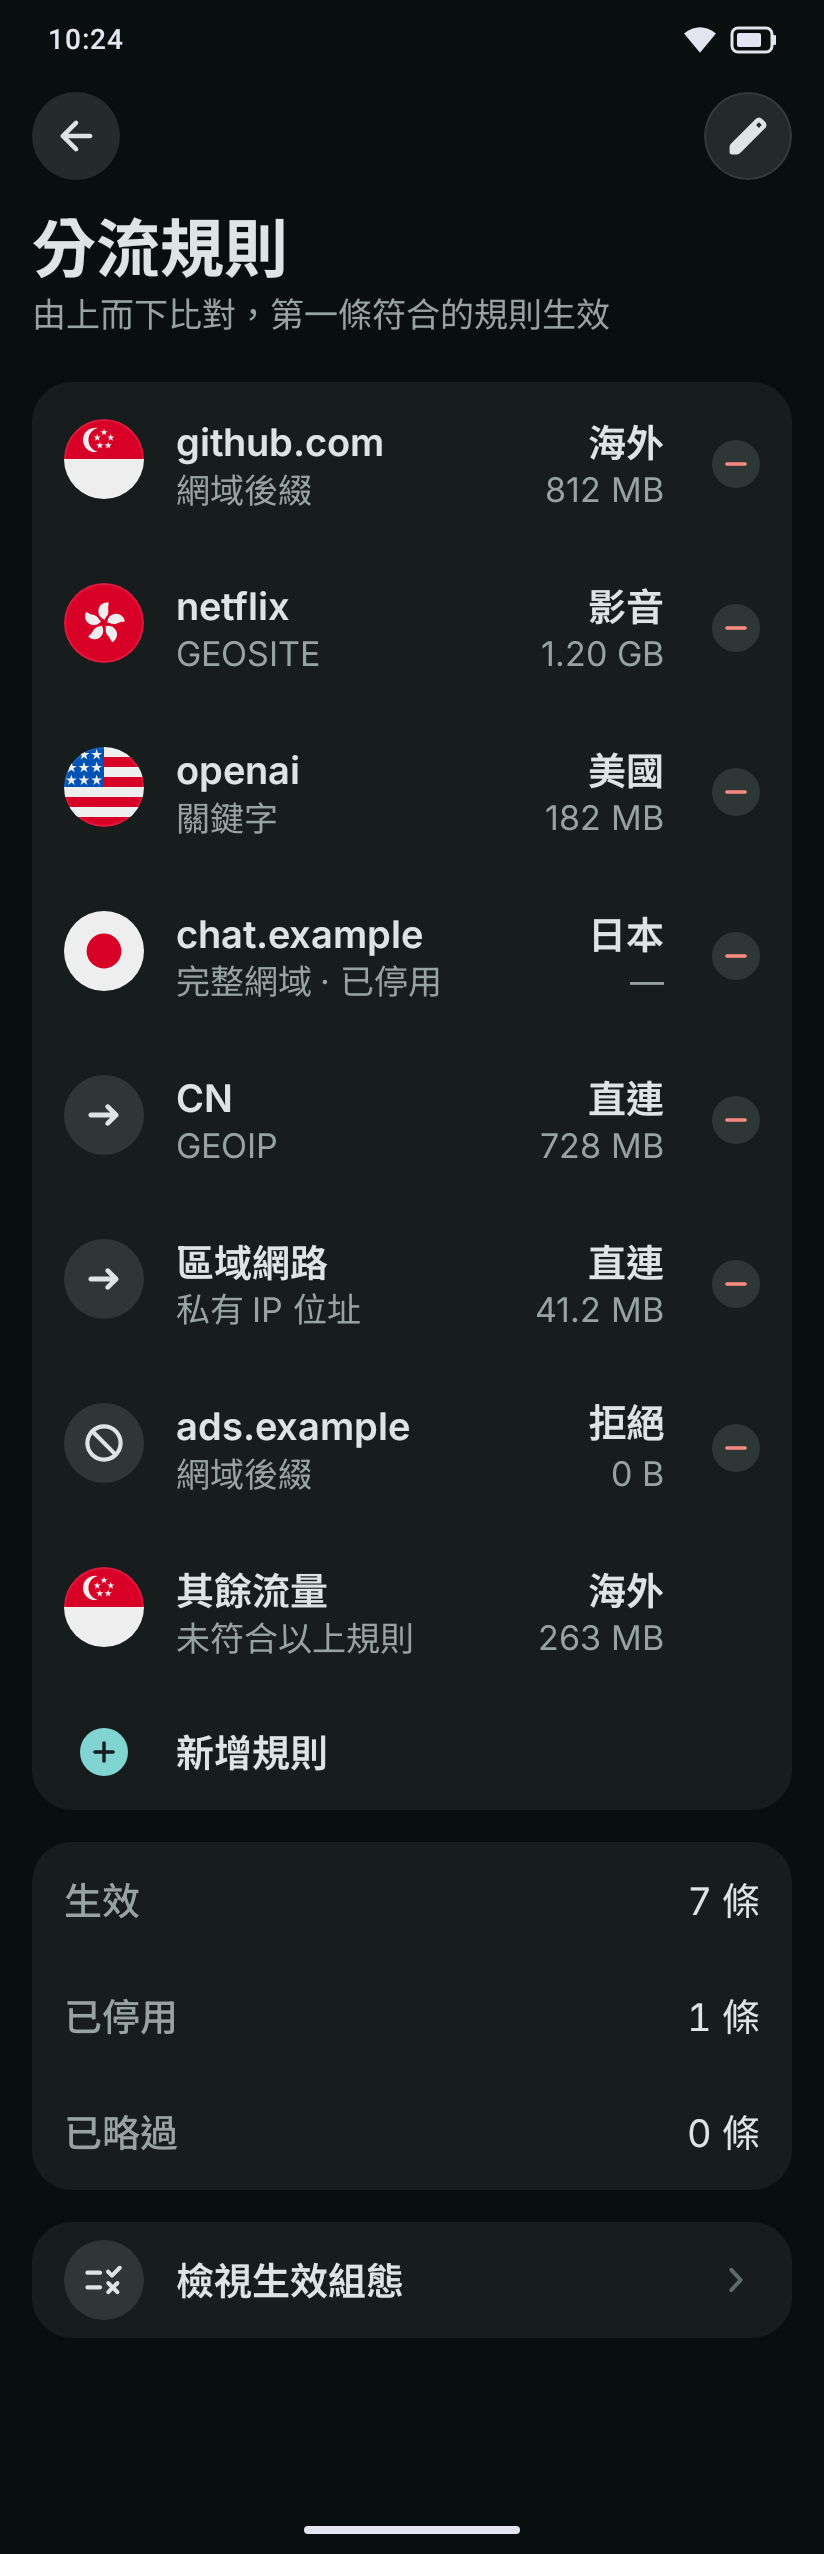 10:24
分流規則
由上而下比對，第一條符合的規則生效
github.com 海外
網域後綴 812 MB
netflix 影音
GEOSITE 1.20 GB
openai 美國
關鍵字 182 MB
chat.example 日本
完整網域 · 已停用 —
CN 直連
GEOIP 728 MB
區域網路 直連
私有 IP 位址 41.2 MB
ads.example 拒絕
網域後綴 0 B
其餘流量 海外
未符合以上規則 263 MB
新增規則
生效 7 條
已停用 1 條
已略過 0 條
檢視生效組態